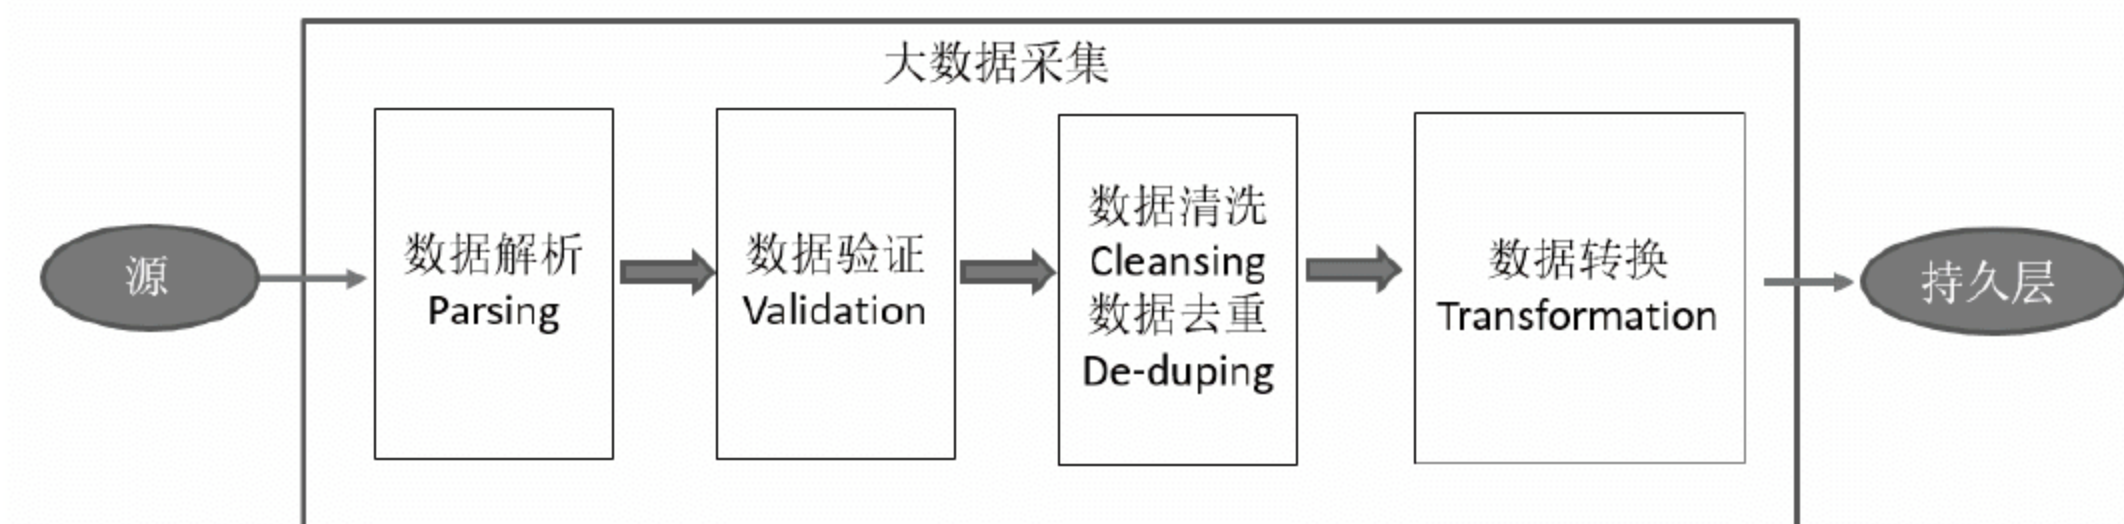 大数据采集
源
数据解析
Parsing
数据验证
Validation
数据清洗
Cleansing
数据去重
De-duping
数据转换
Transformation
持久层